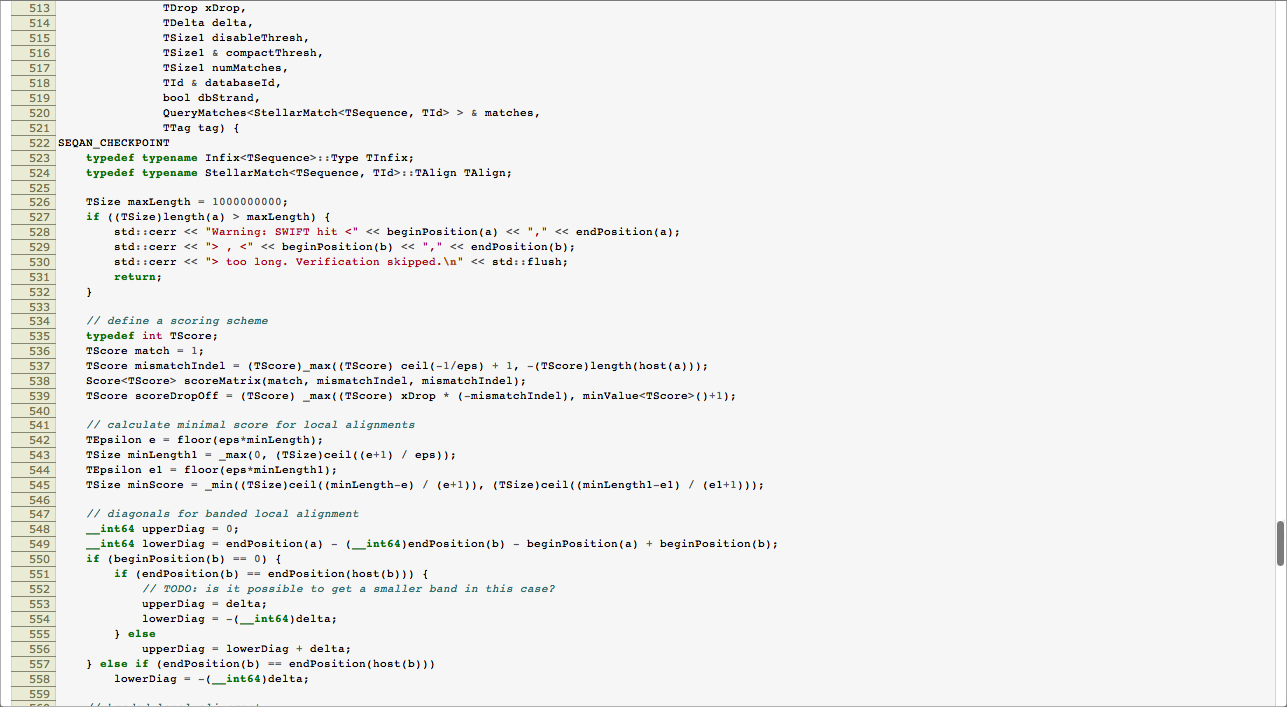 513 TDrop xDrop,
514 TDelta delta,
515 TSize1 disableThresh,
516 TSize1 & compactThresh,
517 TSize1 numMatches,
518 TId & databaseId,
519 bool dbStrand,
520 QueryMatches<StellarMatch<TSequence, TId> > & matches,
521 TTag tag) {
522 SEQAN_CHECKPOINT
523 typedef typename Infix<TSequence>::Type TInfix;
524 typedef typename StellarMatch<TSequence, TId>::TAlign TAlign;
525
526 TSize maxLength = 1000000000;
527 if ((TSize)length(a) > maxLength) {
528 std::cerr << "Warning: SWIFT hit <" << beginPosition(a) << "," << endPosition(a);
529 std::cerr << "> , <" << beginPosition(b) << "," << endPosition(b);
530 std::cerr << "> too long. Verification skipped.\n" << std::flush;
531 return;
532 }
533
534 // define a scoring scheme
535 typedef int TScore;
536 TScore match = 1;
537 TScore mismatchIndel = (TScore)_max((TScore) ceil(-1/eps) + 1, -(TScore)length(host(a)));
538 Score<TScore> scoreMatrix(match, mismatchIndel, mismatchIndel);
539 TScore scoreDropOff = (TScore) _max((TScore) xDrop * (-mismatchIndel), minValue<TScore>()+1);
540
541 // calculate minimal score for local alignments
542 TEpsilon e = floor(eps*minLength);
543 TSize minLength1 = _max(0, (TSize)ceil((e+1) / eps));
544 TEpsilon e1 = floor(eps*minLength1);
545 TSize minScore = _min((TSize)ceil((minLength-e) / (e+1)), (TSize)ceil((minLength1-e1) / (e1+1)));
546
547 // diagonals for banded local alignment
548 __int64 upperDiag = 0;
549 __int64 lowerDiag = endPosition(a) - (__int64)endPosition(b) - beginPosition(a) + beginPosition(b);
550 if (beginPosition(b) == 0) {
551 if (endPosition(b) == endPosition(host(b))) {
552 // TODO: is it possible to get a smaller band in this case?
553 upperDiag = delta;
554 lowerDiag = -(__int64)delta;
555 } else
556 upperDiag = lowerDiag + delta;
557 } else if (endPosition(b) == endPosition(host(b)))
558 lowerDiag = -(__int64)delta;
559